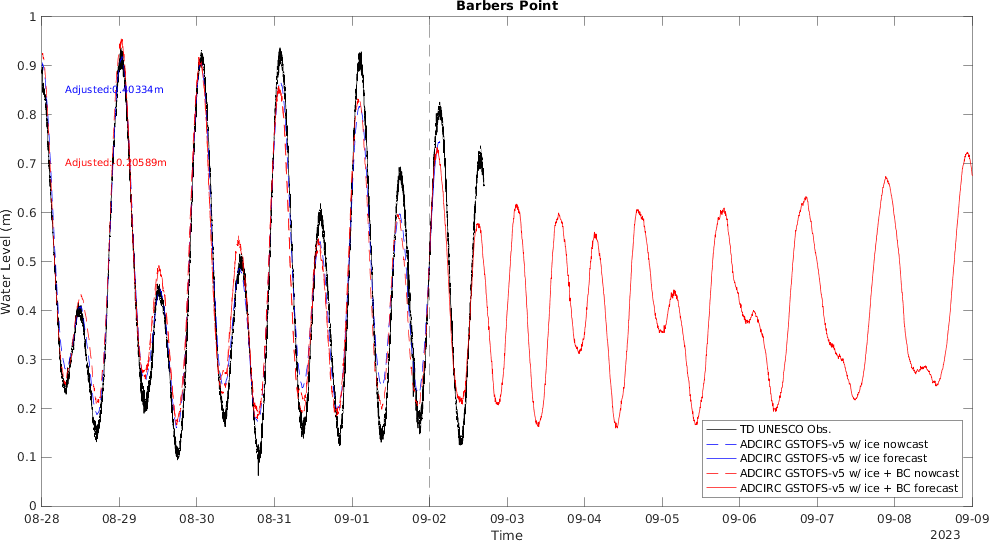 Barbers Point
1
0.9
0.8
0.7
0.6
0.5
0.4
0.3
0.2
0.1
0
Water Level (m)
Adjusted:0.40334m
Adjusted:-0.20589m
TD UNESCO Obs.
ADCIRC GSTOFS-v5 w/ ice nowcast
ADCIRC GSTOFS-v5 w/ ice forecast
ADCIRC GSTOFS-v5 w/ ice + BC nowcast
ADCIRC GSTOFS-v5 w/ ice + BC forecast
08-28 08-29 08-30 08-31 09-01 09-02 09-03 09-04 09-05 09-06 09-07 09-08 09-09
Time
2023